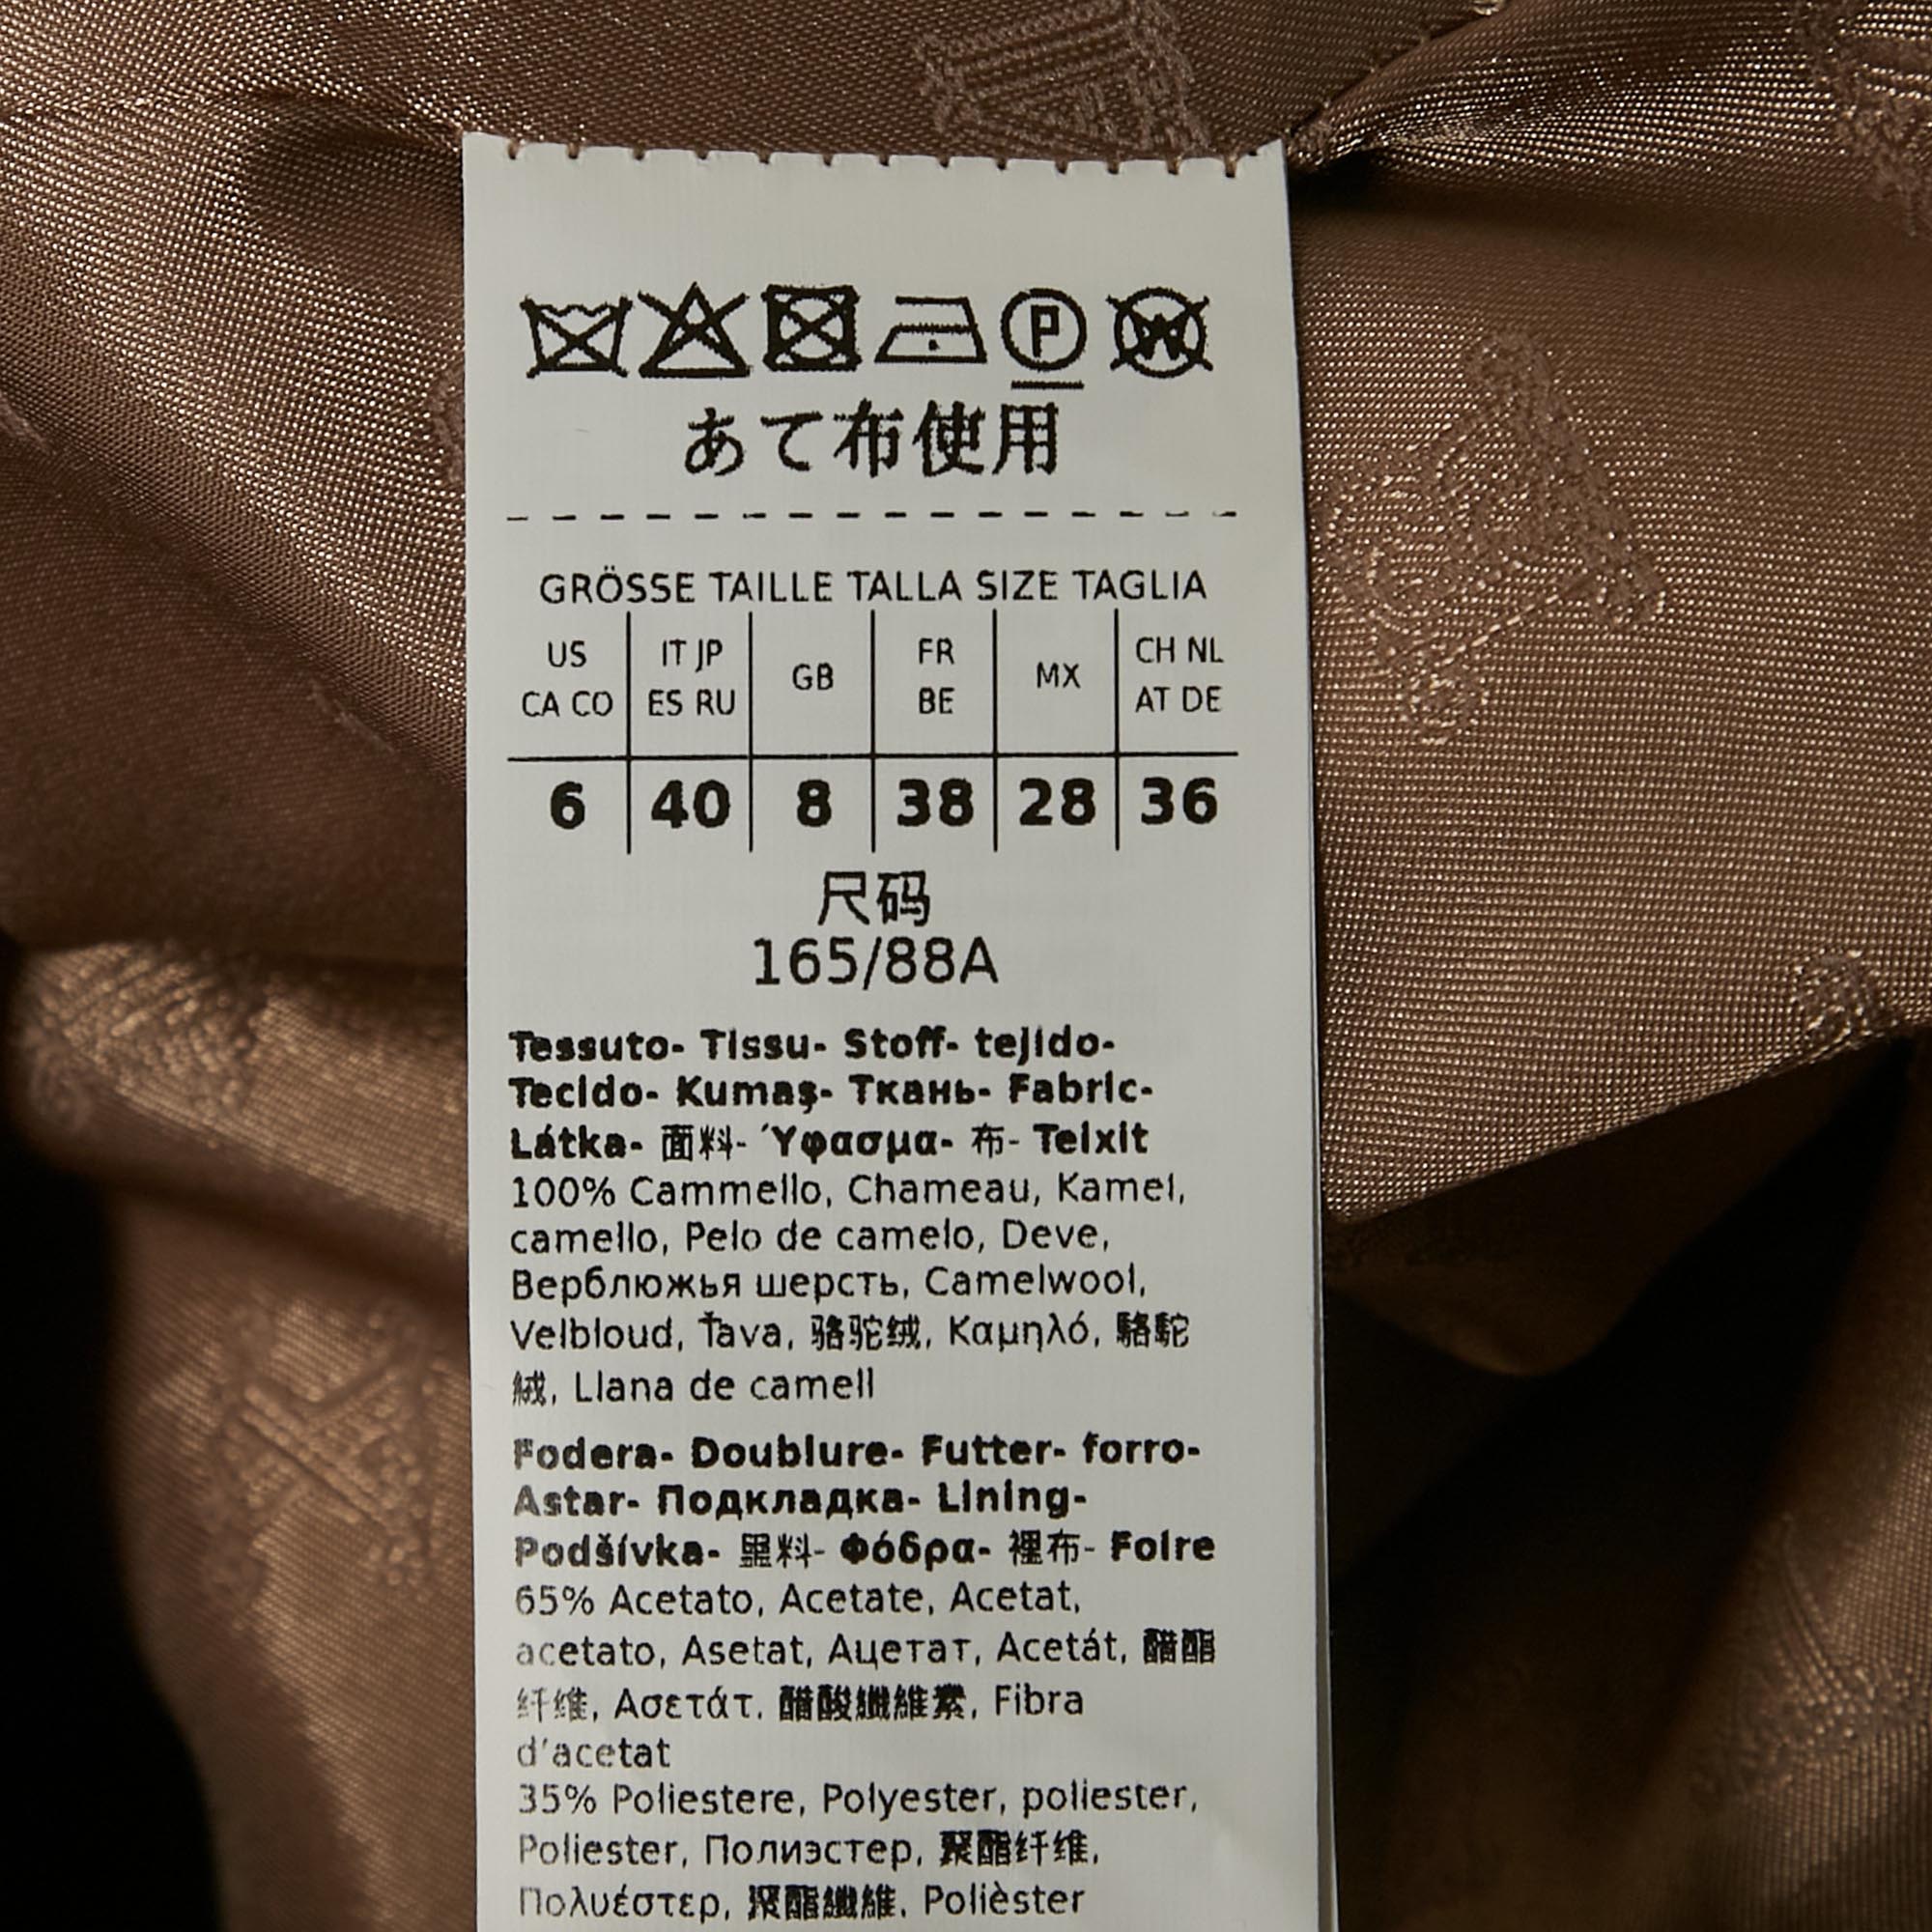 P W
あて布使用
GRÖSSE TAILLE TALLA SIZE TAGLIA
US CA CO | IT JP ES RU | GB | FR BE | MX | CH NL AT DE
6 | 40 | 8 | 38 | 28 | 36
尺码
165/88A
Tessuto- Tissu- Stoff- tejido-
Tecido- Kumaş- Ткань- Fabric-
Látka- 面料- Ύφασμα- 布- Teixit
100% Cammello, Chameau, Kamel,
camello, Pelo de camelo, Deve,
Верблюжья шерсть, Camelwool,
Velbloud, Ťava, 骆驼绒, Καμηλό, 駱駝
絨, Llana de camell
Fodera- Doublure- Futter- forro-
Astar- Подкладка- Lining-
Podšívka- 里料- Φόδρα- 裡布- Folre
65% Acetato, Acetate, Acetat,
acetato, Asetat, Ацетат, Acetát, 醋酯
纤维, Ασετάτ, 醋酸纖維素, Fibra
d'acetat
35% Poliestere, Polyester, poliester,
Poliester, Полиэстер, 聚酯纤维,
Πολυέστερ, 聚酯纖維, Polièster